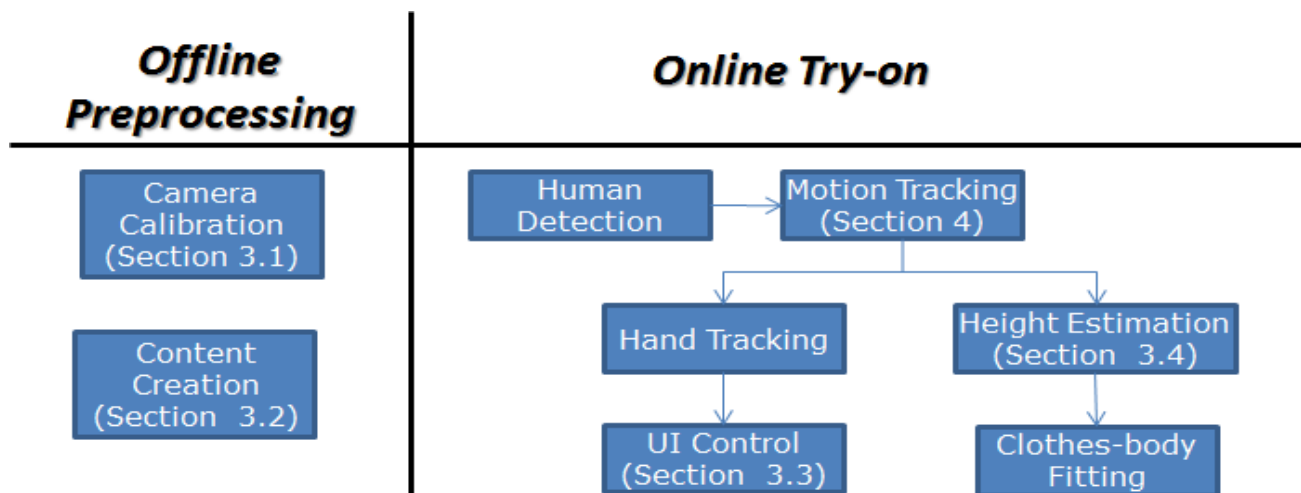 Offline
Preprocessing
Online Try-on
Camera
Calibration
(Section 3.1)
Content
Creation
(Section  3.2)
Human
Detection
Motion Tracking
(Section 4)
Hand Tracking
Height Estimation
(Section  3.4)
UI Control
(Section  3.3)
Clothes-body
Fitting